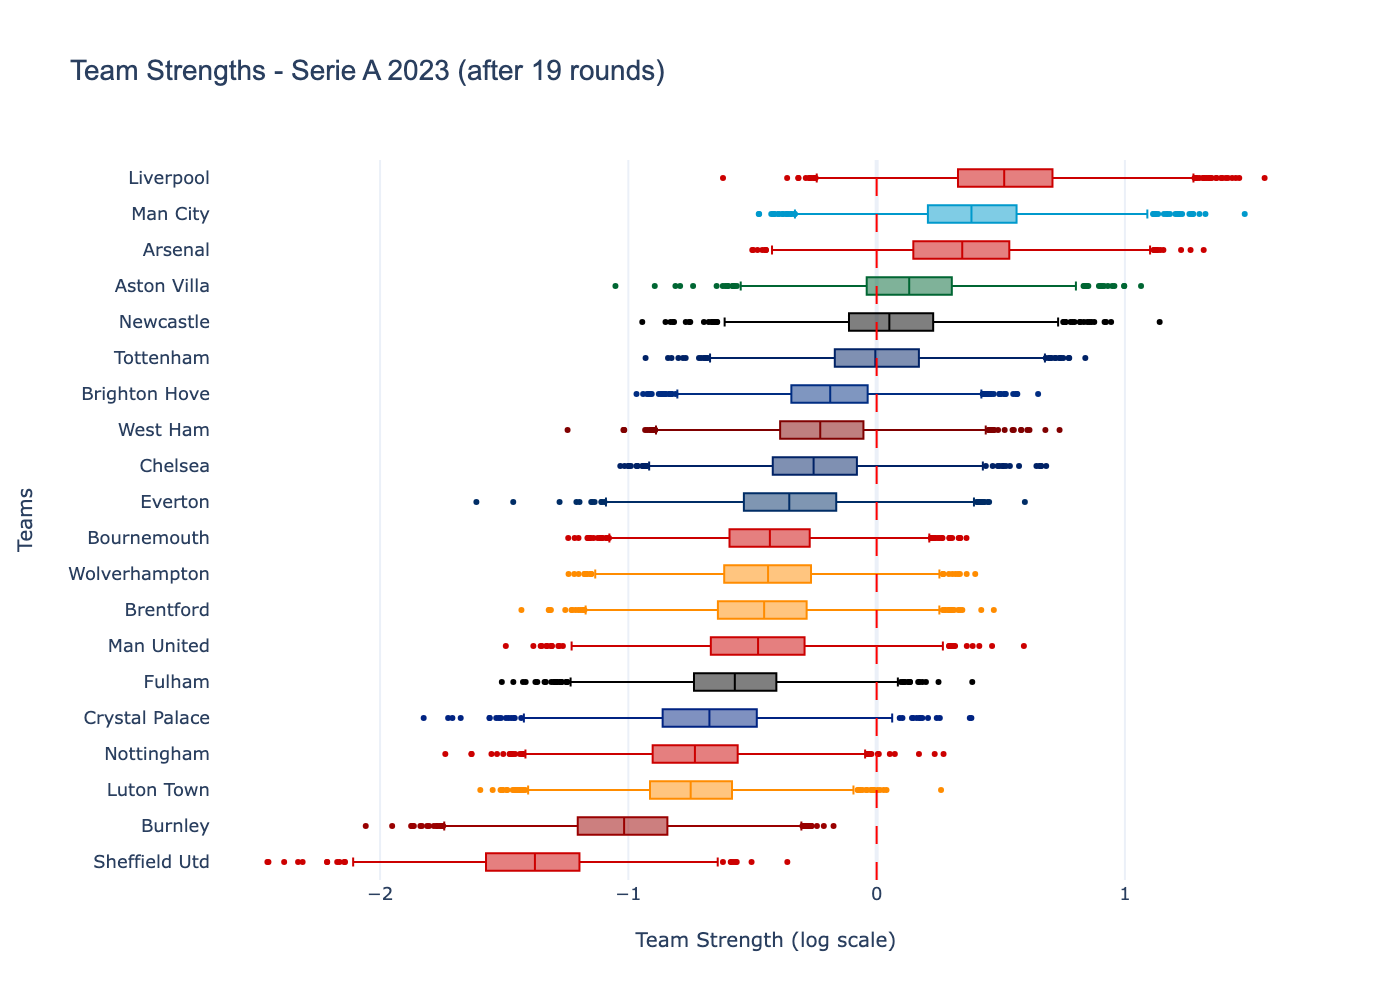 Team Strengths - Serie A 2023 (after 19 rounds)
Liverpool
Man City
Arsenal
Aston Villa
Newcastle
Tottenham
Brighton Hove
West Ham
Chelsea
Everton
Bournemouth
Wolverhampton
Brentford
Man United
Fulham
Crystal Palace
Nottingham
Luton Town
Burnley
Sheffield Utd
Teams
−2 −1 0 1
Team Strength (log scale)